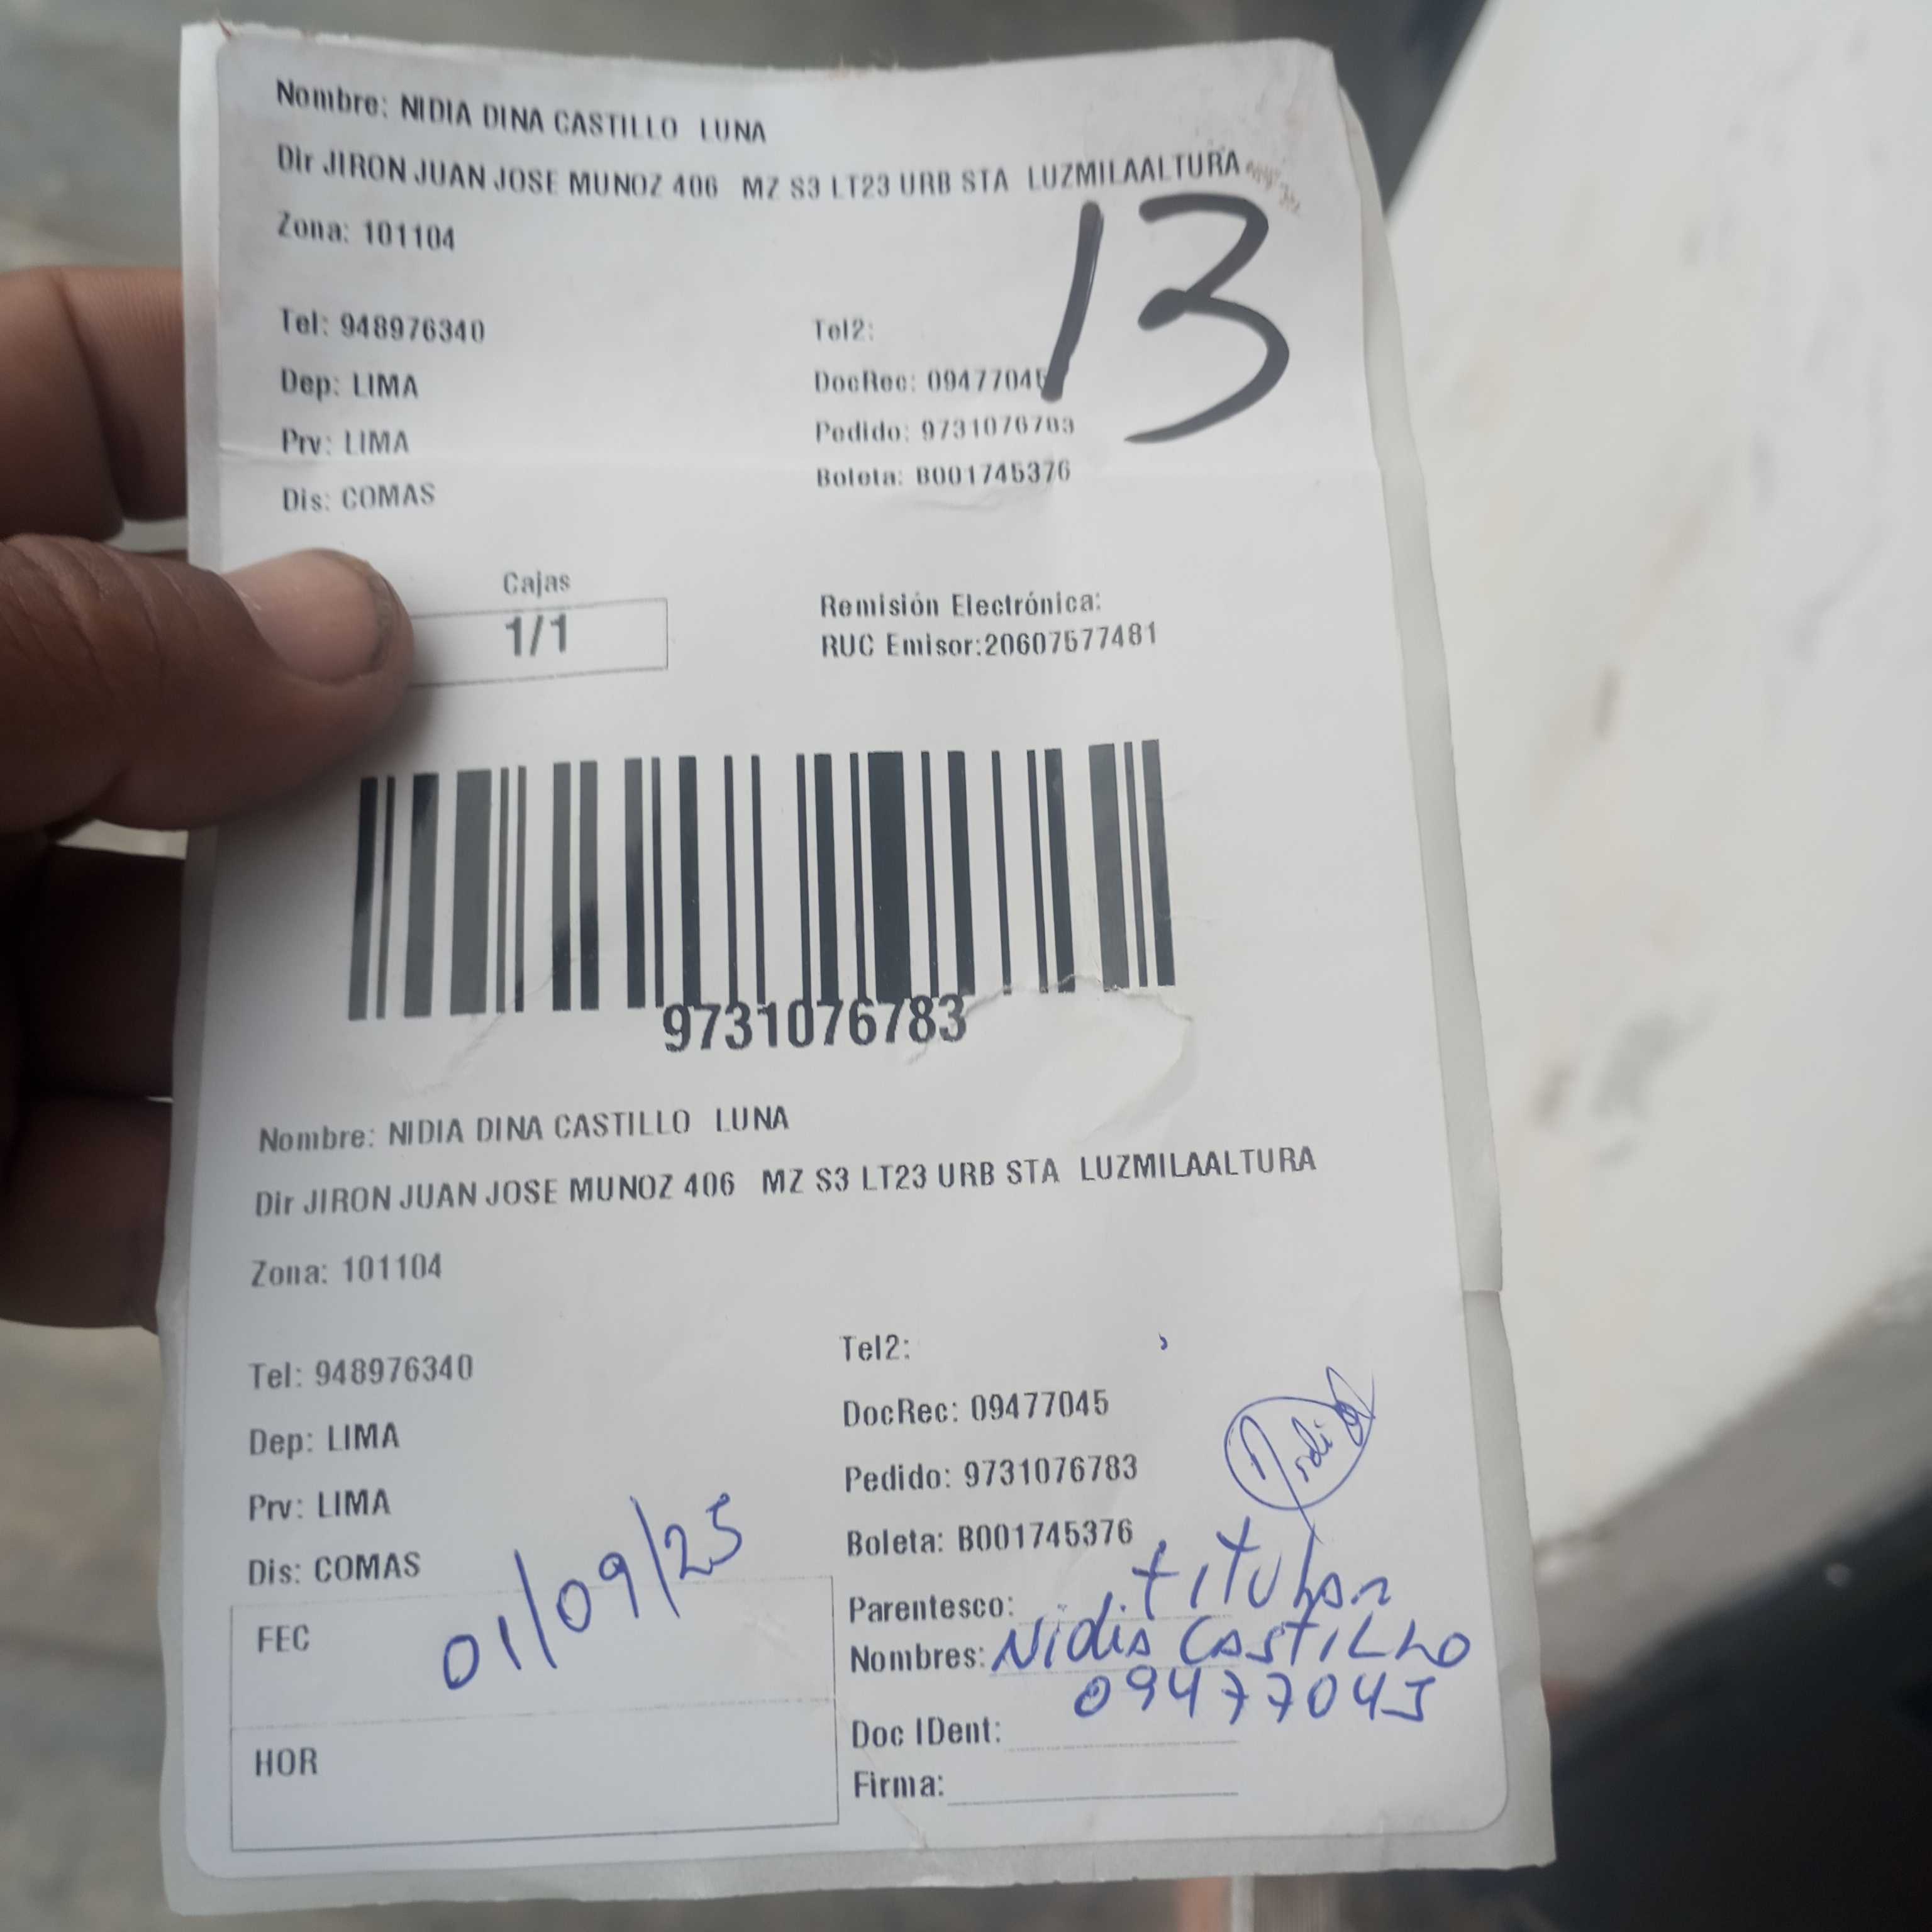 Nombre: NIDIA DINA CASTILLO LUNA
Dir JIRON JUAN JOSE MUNOZ 406 MZ S3 LT23 URB STA LUZMILAALTURA
Zona: 101104
13
Tel: 948976340 Tel2:
Dep: LIMA DocRec: 09477045
Prv: LIMA Pedido: 9731076783
Dis: COMAS Boleta: B001745376
Cajas
1/1
Remisión Electrónica:
RUC Emisor:20607577481
9731076783
Nombre: NIDIA DINA CASTILLO LUNA
Dir JIRON JUAN JOSE MUNOZ 406 MZ S3 LT23 URB STA LUZMILAALTURA
Zona: 101104
Tel: 948976340 Tel2:
Dep: LIMA DocRec: 09477045
Prv: LIMA Pedido: 9731076783
Dis: COMAS Boleta: B001745376
FEC 01/09/25
HOR
Parentesco: titular
Nombres: Nidia CASTILLO
09477045
Doc IDent:
Firma: